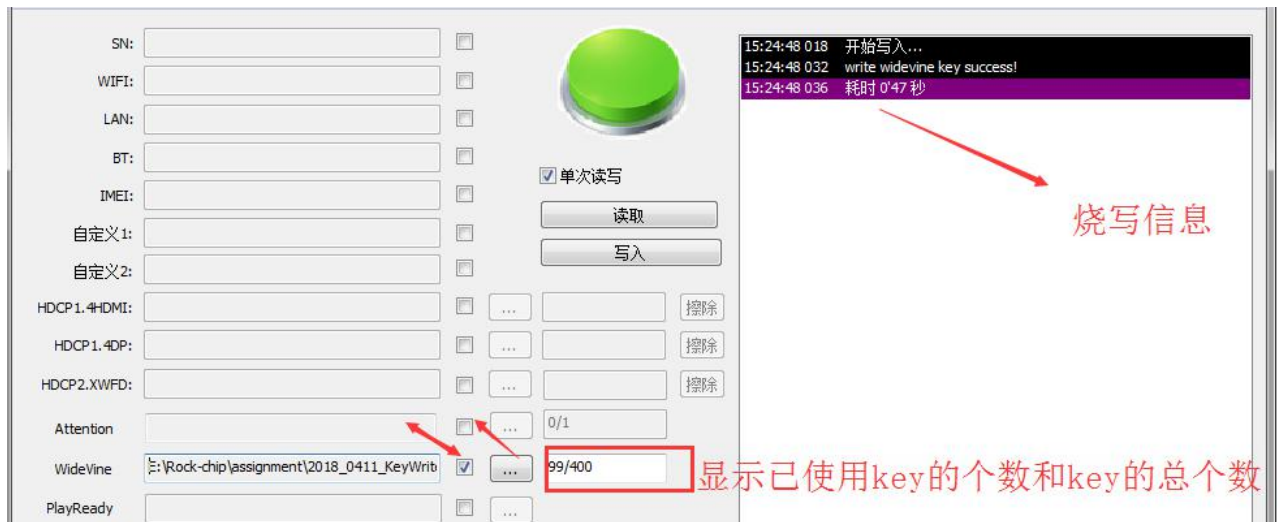 SN:
WIFI:
LAN:
BT:
IMEI:
自定义1:
自定义2:
HDCP1.4HDMI:
HDCP1.4DP:
HDCP2.XWFD:
Attention
WideVine
PlayReady
E:\Rock-chip\assignment\2018_0411_KeyWrit
单次读写
读取
写入
... 擦除
... 擦除
... 擦除
... 0/1
... 99/400
...
15:24:48 018 开始写入...
15:24:48 032 write widevine key success!
15:24:48 036 耗时 0'47 秒
烧写信息
显示已使用key的个数和key的总个数